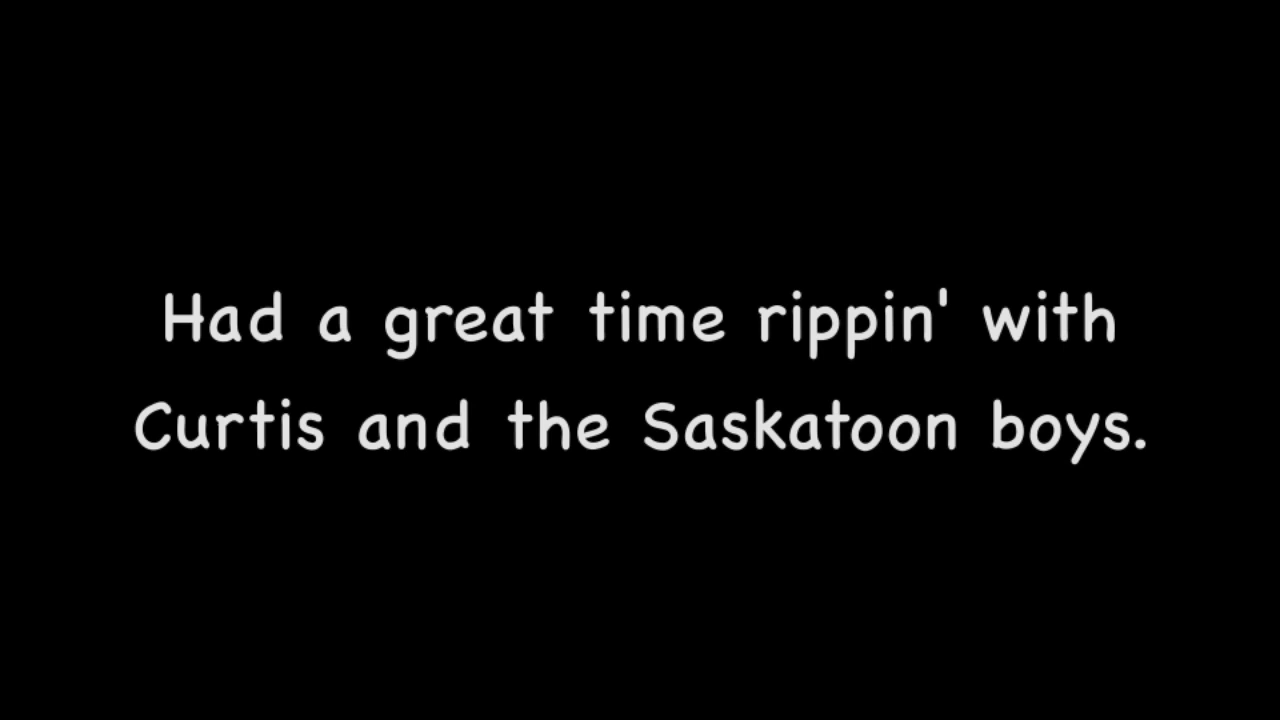 Had a great time rippin' with
Curtis and the Saskatoon boys.